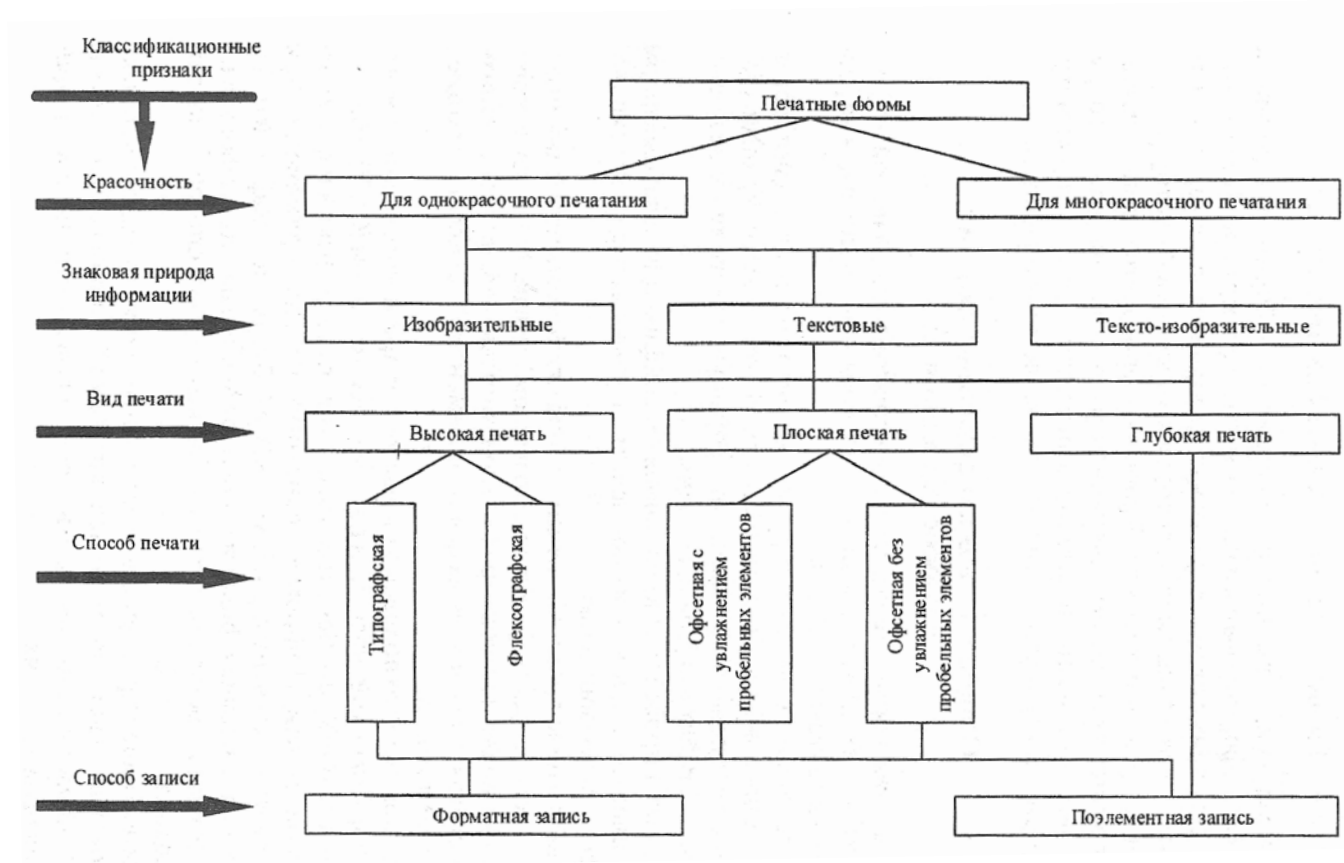 Классификационные
признаки
Печатные формы
Красочность
Для однокрасочного печатания
Для многокрасочного печатания
Знаковая природа
информации
Изобразительные
Текстовые
Тексто-изобразительные
Вид печати
Высокая печать
Плоская печать
Глубокая печать
Способ печати
Типографская
Флексографская
Офсетная с
увлажнением
пробельных элементов
Офсетная без
увлажнением
пробельных элементов
Способ записи
Форматная запись
Поэлементная запись